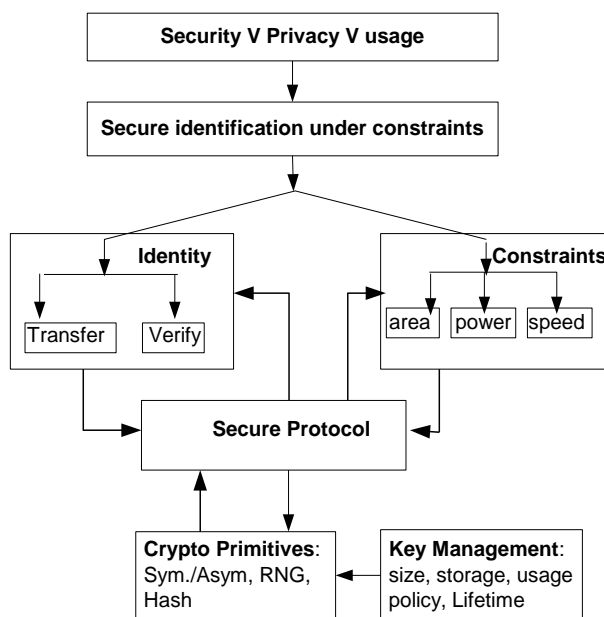 Security V Privacy V usage
Secure identification under constraints
Identity
Transfer
Verify
Constraints
area
power
speed
Secure Protocol
Crypto Primitives:
Sym./Asym, RNG,
Hash
Key Management:
size, storage, usage
policy, Lifetime